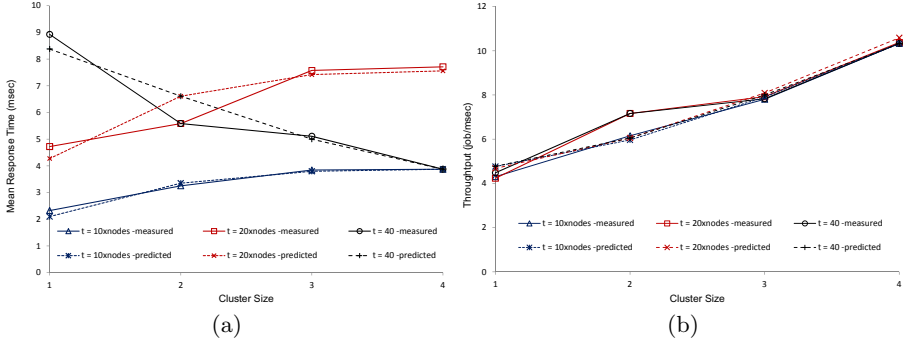 10
9
8
7
6
5
4
3
2
1
0
Mean Response Time (msec)
t = 10xnodes -measured
t = 20xnodes -measured
t = 40 -measured
t = 10xnodes -predicted
t = 20xnodes -predicted
t = 40 -predicted
1 2 3 4
Cluster Size
(a)
12
10
8
6
4
2
0
Throughtput (job/msec)
t = 10xnodes -measured
t = 20xnodes -measured
t = 40 -measured
t = 10xnodes -predicted
t = 20xnodes -predicted
t = 40 -predicted
1 2 3 4
Cluster Size
(b)